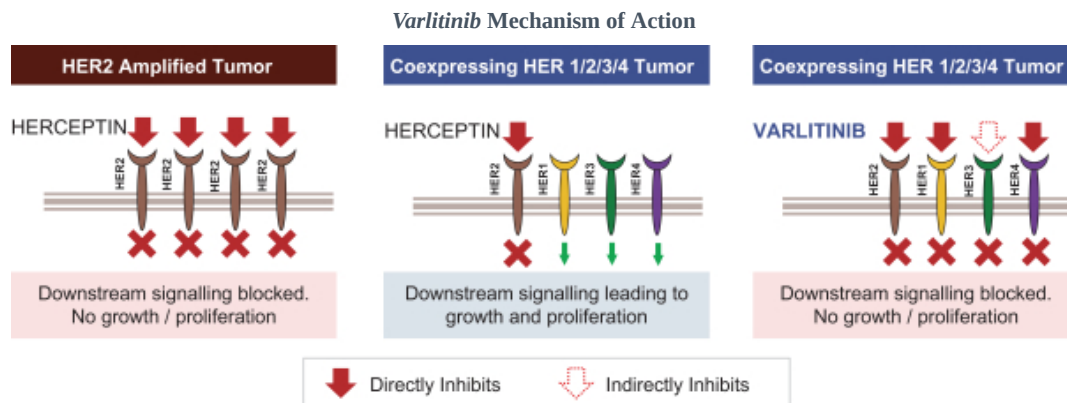 Varlitinib Mechanism of Action
HER2 Amplified Tumor
HERCEPTIN
HER2
HER2
HER2
HER2
Downstream signalling blocked.
No growth / proliferation
Coexpressing HER 1/2/3/4 Tumor
HERCEPTIN
HER2
HER1
HER3
HER4
Downstream signalling leading to
growth and proliferation
Coexpressing HER 1/2/3/4 Tumor
VARLITINIB
HER2
HER1
HER3
HER4
Downstream signalling blocked.
No growth / proliferation
Directly Inhibits
Indirectly Inhibits